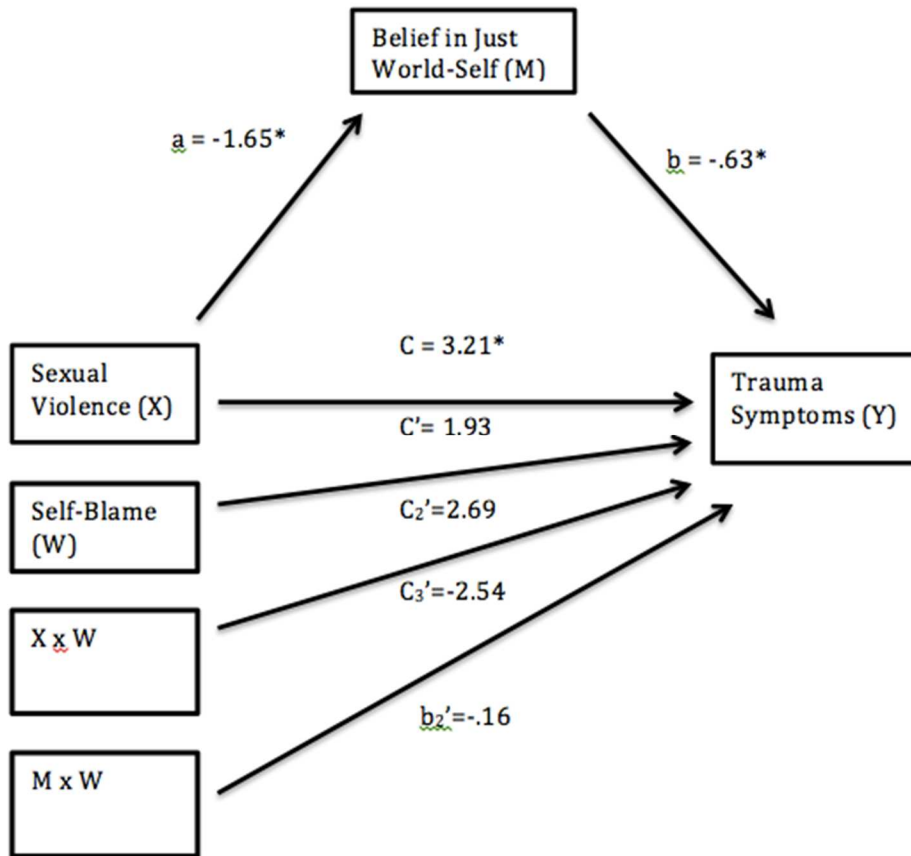 Belief in Just
World-Self (M)
a = -1.65*
b = -.63*
C = 3.21*
Sexual
Violence (X)
Trauma
Symptoms (Y)
C’= 1.93
Self-Blame
(W)
C₂’=2.69
C₃’=-2.54
X x W
b₂’=-.16
M x W